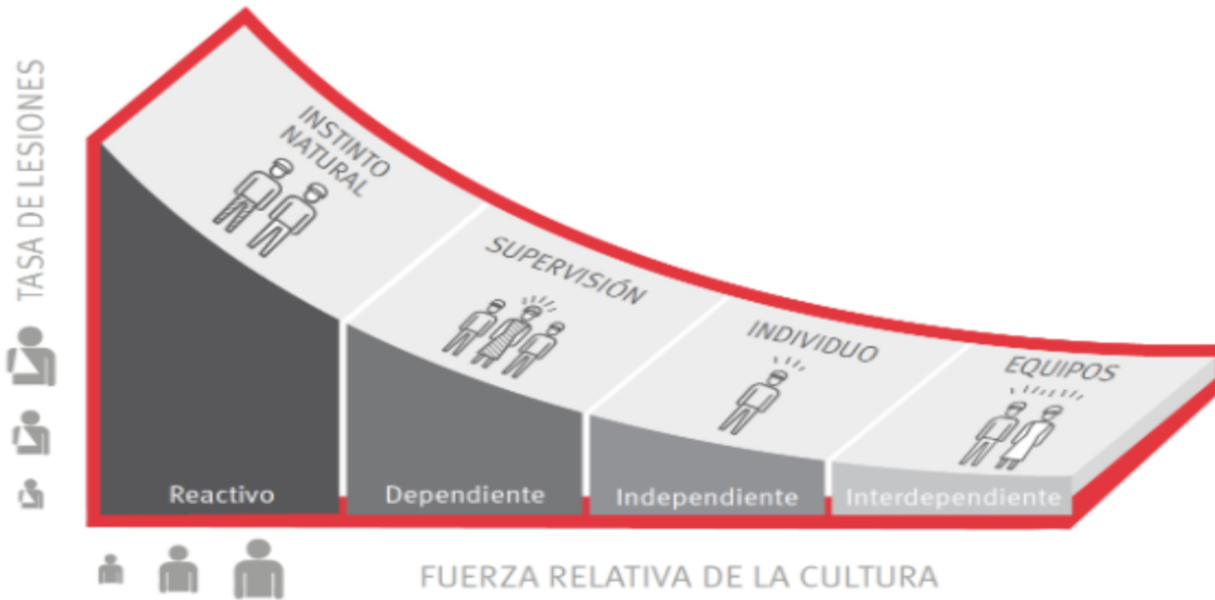 TASA DE LESIONES
INSTINTO
NATURAL
SUPERVISIÓN
INDIVIDUO
EQUIPOS
Reactivo
Dependiente
Independiente
Interdependiente
FUERZA RELATIVA DE LA CULTURA